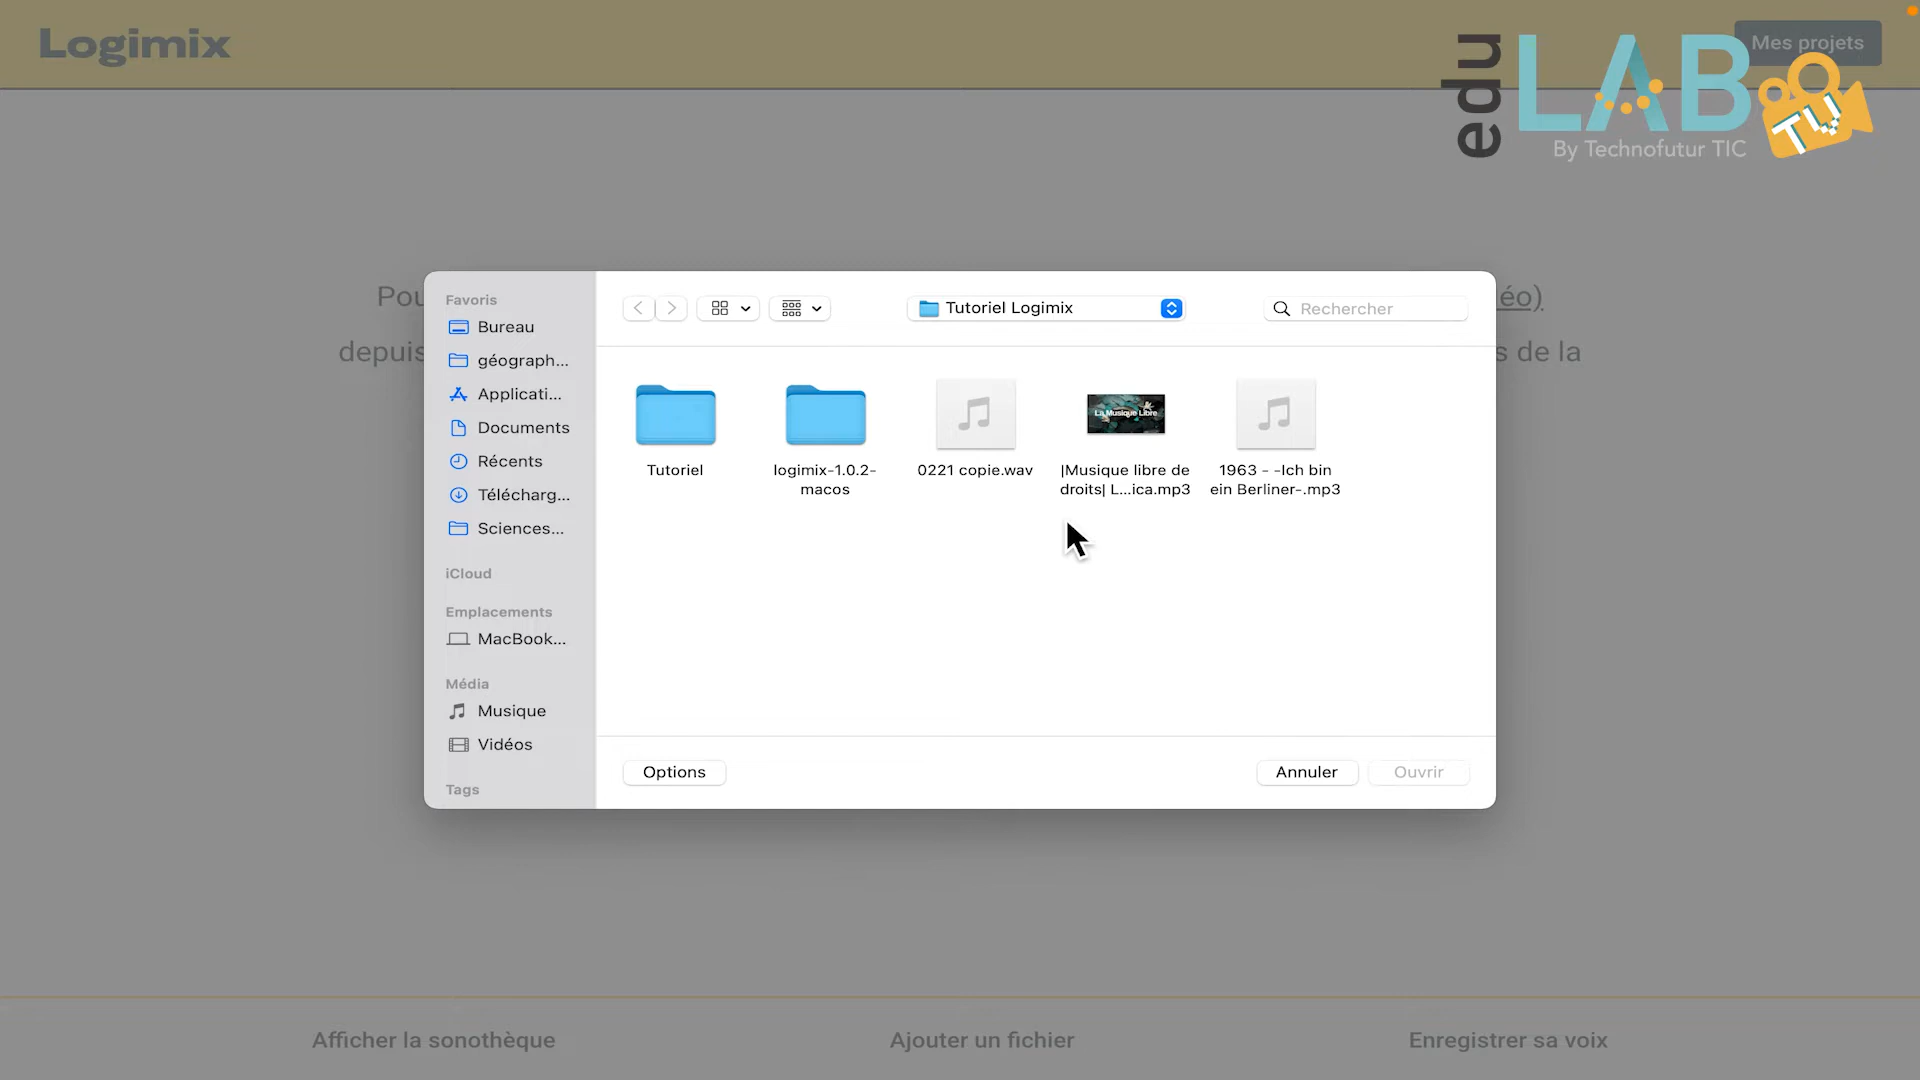 Logimix
Mes projets
edu LAB TV
By Technofutur TIC
Pou
éo)
depuis
s de la
Favoris
Bureau
géograph...
Applicati...
Documents
Récents
Télécharg...
Sciences...
iCloud
Emplacements
MacBook...
Média
Musique
Vidéos
Tags
Tutoriel Logimix
Rechercher
La Musique Libre
Tutoriel
logimix-1.0.2-
macos
0221 copie.wav
|Musique libre de
droits| L...ica.mp3
1963 - -Ich bin
ein Berliner-.mp3
Options
Annuler
Ouvrir
Afficher la sonothèque
Ajouter un fichier
Enregistrer sa voix